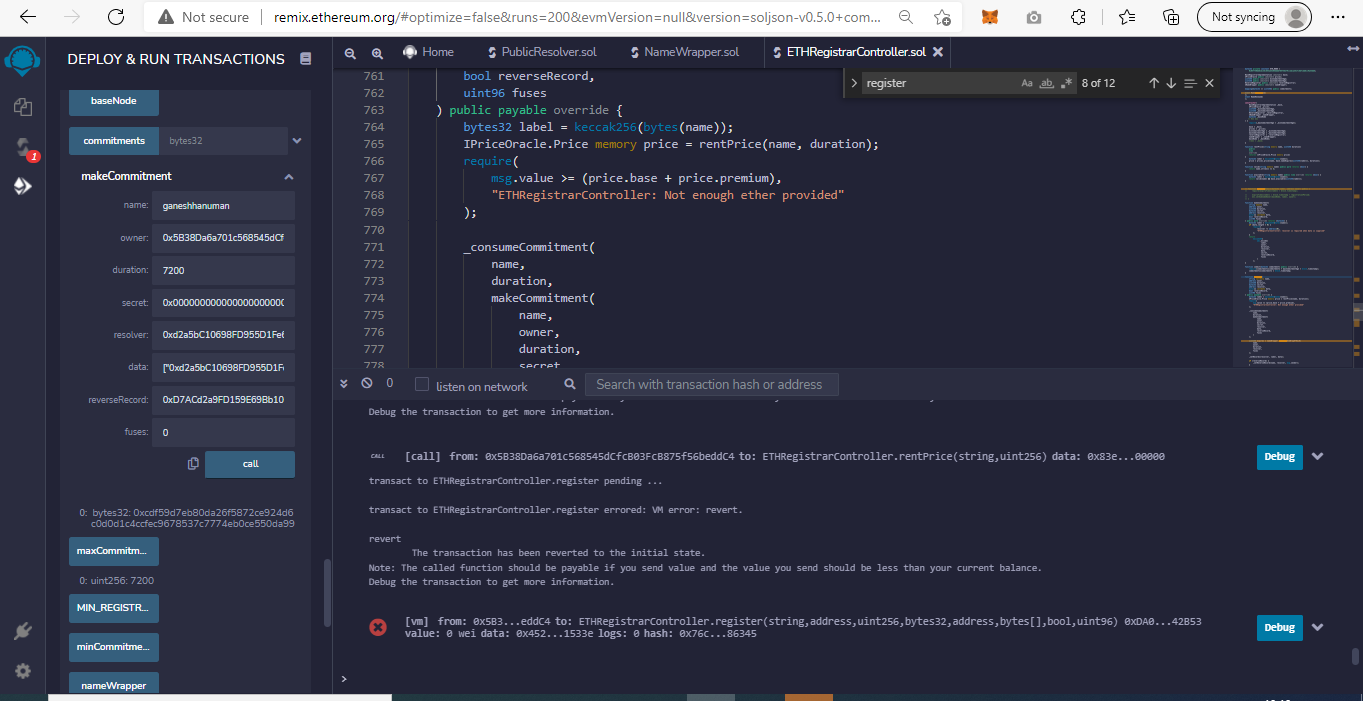 Not secure
remix.ethereum.org/#optimize=false&runs=200&evmVersion=null&version=soljson-v0.5.0+com...
Not syncing
DEPLOY & RUN TRANSACTIONS
Home
PublicResolver.sol
NameWrapper.sol
ETHRegistrarController.sol
register
Aa
ab
8 of 12
baseNode
commitments
bytes32
1
makeCommitment
name:
ganeshhanuman
owner:
0x5B38Da6a701c568545dCf
duration:
7200
secret:
0x0000000000000000000000
resolver:
0xd2a5bC10698FD955D1Fe6
data:
["0xd2a5bC10698FD955D1F
reverseRecord:
0xD7ACd2a9FD159E69Bb10
fuses:
0
call
0: bytes32: 0xcdf59d7eb80da26f5872ce924d6
c0d0d1c4ccfec9678537c7774eb0ce550da99
maxCommitm...
0: uint256: 7200
MIN_REGISTR...
minCommitme...
nameWrapper
761 bool reverseRecord,
762 uint96 fuses
763 ) public payable override {
764 bytes32 label = keccak256(bytes(name));
765 IPriceOracle.Price memory price = rentPrice(name, duration);
766 require(
767 msg.value >= (price.base + price.premium),
768 "ETHRegistrarController: Not enough ether provided"
769 );
770
771 _consumeCommitment(
772 name,
773 duration,
774 makeCommitment(
775 name,
776 owner,
777 duration,
778 secret
0
listen on network
Search with transaction hash or address
Debug the transaction to get more information.
CALL [call] from: 0x5B38Da6a701c568545dCfcB03FcB875f56beddC4 to: ETHRegistrarController.rentPrice(string,uint256) data: 0x83e...00000
Debug
transact to ETHRegistrarController.register pending ...
transact to ETHRegistrarController.register errored: VM error: revert.
revert
The transaction has been reverted to the initial state.
Note: The called function should be payable if you send value and the value you send should be less than your current balance.
Debug the transaction to get more information.
[vm] from: 0x5B3...eddC4 to: ETHRegistrarController.register(string,address,uint256,bytes32,address,bytes[],bool,uint96) 0xDA0...42B53
value: 0 wei data: 0x452...1533e logs: 0 hash: 0x76c...86345
Debug
>